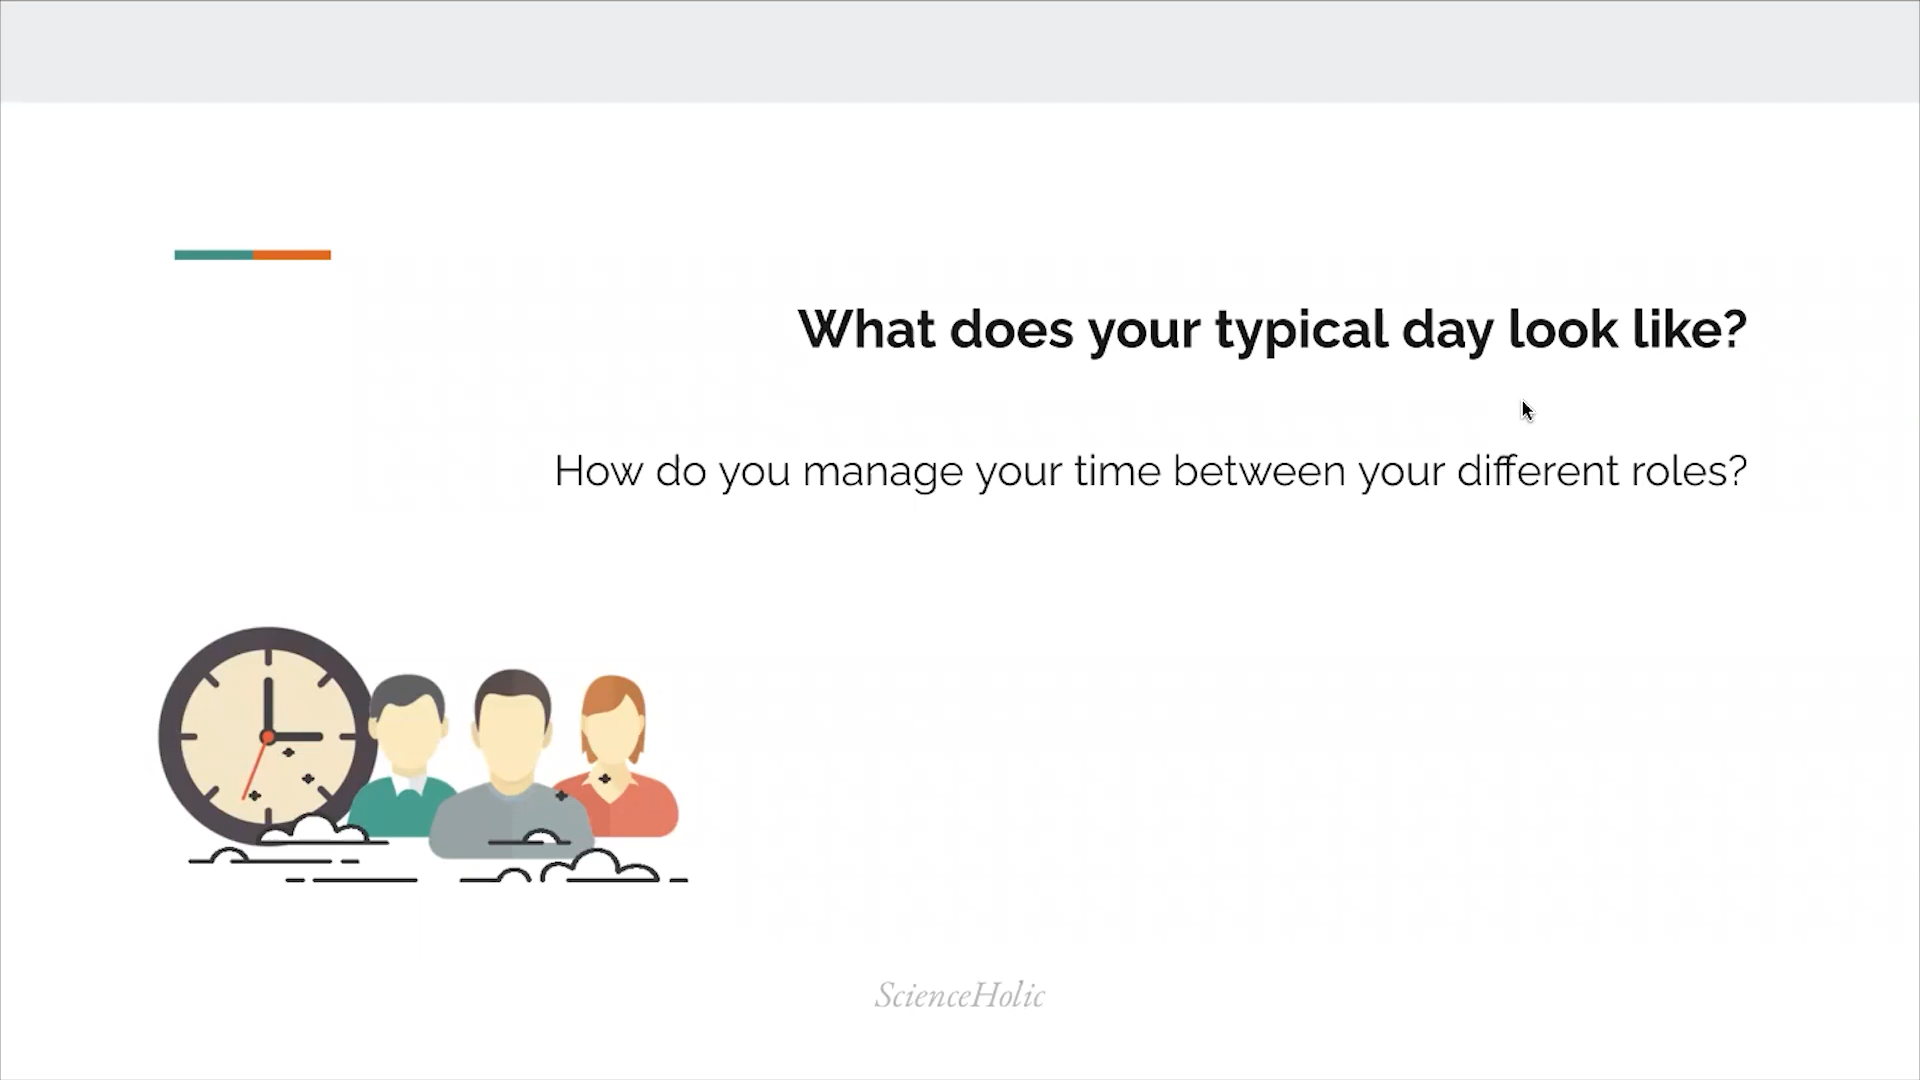 What does your typical day look like?
How do you manage your time between your different roles?
ScienceHolic